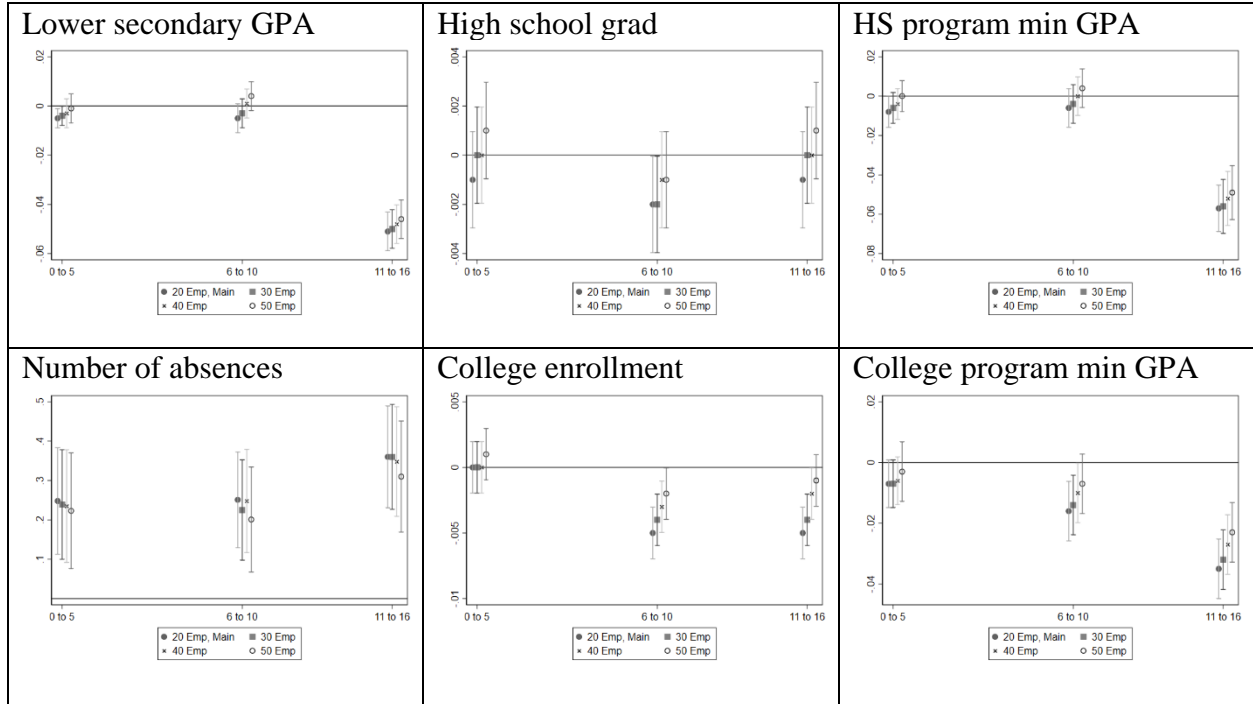 Lower secondary GPA
.02
0
-.02
-.04
-.06
0 to 5
6 to 10
11 to 16
20 Emp, Main
30 Emp
40 Emp
50 Emp
High school grad
.004
.002
0
-.002
-.004
0 to 5
6 to 10
11 to 16
20 Emp, Main
30 Emp
40 Emp
50 Emp
HS program min GPA
.02
0
-.02
-.04
-.06
-.08
0 to 5
6 to 10
11 to 16
20 Emp, Main
30 Emp
40 Emp
50 Emp
Number of absences
.5
.4
.3
.2
.1
0 to 5
6 to 10
11 to 16
20 Emp, Main
30 Emp
40 Emp
50 Emp
College enrollment
.005
0
-.005
-.01
0 to 5
6 to 10
11 to 16
20 Emp, Main
30 Emp
40 Emp
50 Emp
College program min GPA
.02
0
-.02
-.04
0 to 5
6 to 10
11 to 16
20 Emp, Main
30 Emp
40 Emp
50 Emp